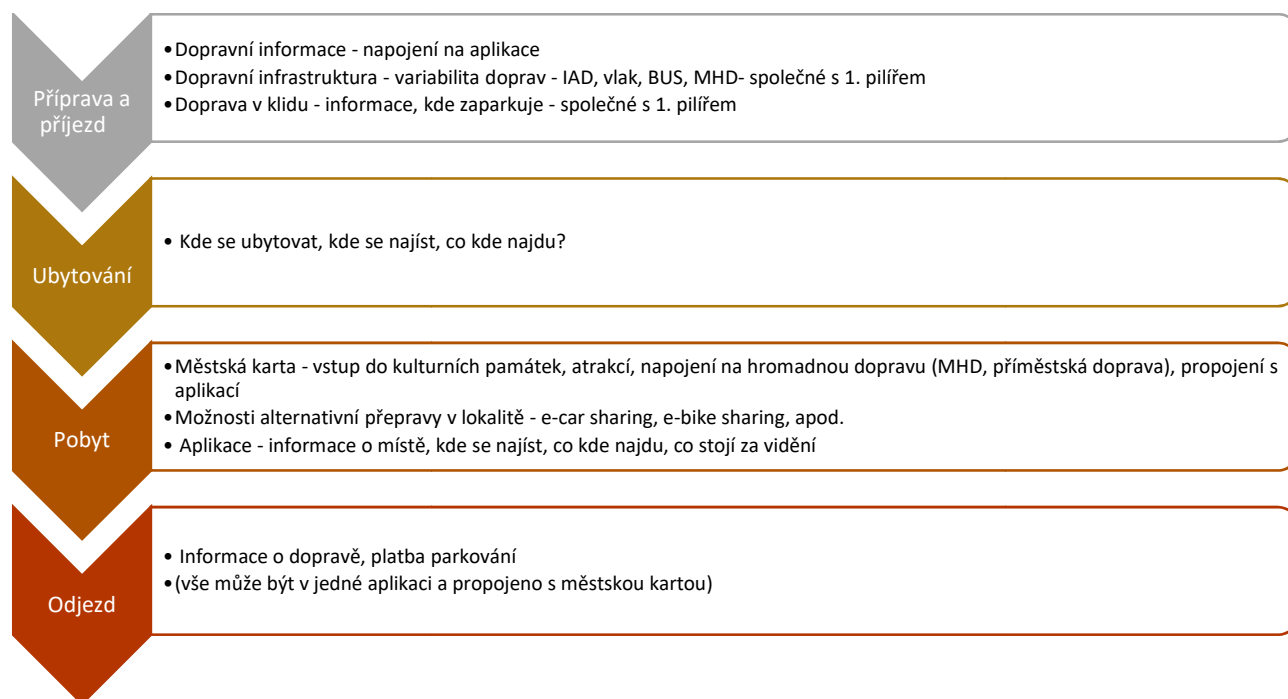 Příprava a
příjezd
•Dopravní informace - napojení na aplikace
•Dopravní infrastruktura - variabilita doprav - IAD, vlak, BUS, MHD- společné s 1. pilířem
•Doprava v klidu - informace, kde zaparkuje - společné s 1. pilířem
Ubytování
• Kde se ubytovat, kde se najíst, co kde najdu?
Pobyt
•Městská karta - vstup do kulturních památek, atrakcí, napojení na hromadnou dopravu (MHD, příměstská doprava), propojení s
aplikací
•Možnosti alternativní přepravy v lokalitě - e-car sharing, e-bike sharing, apod.
• Aplikace - informace o místě, kde se najíst, co kde najdu, co stojí za vidění
Odjezd
• Informace o dopravě, platba parkování
•(vše může být v jedné aplikaci a propojeno s městskou kartou)